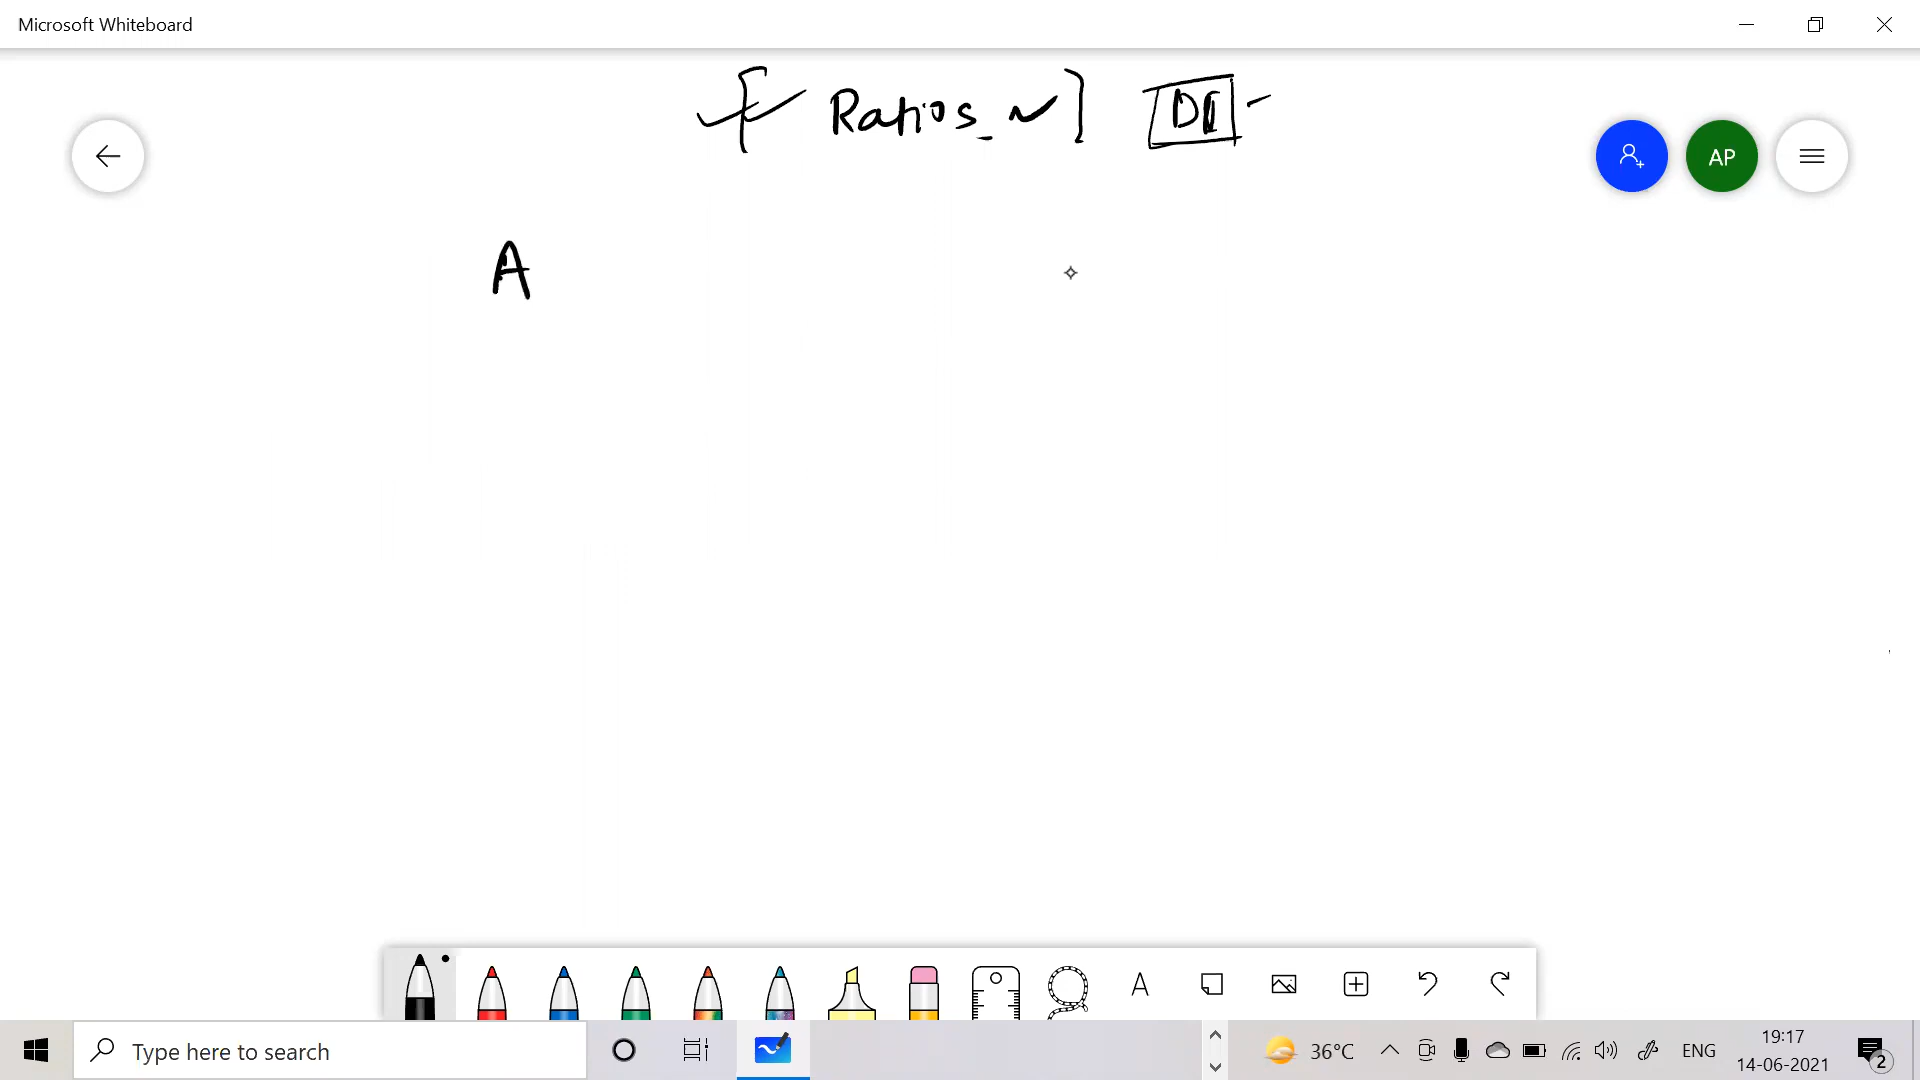 Microsoft Whiteboard
Ratios
DI
AP
A
A
Type here to search
36°C
ENG
19:17
14-06-2021
2